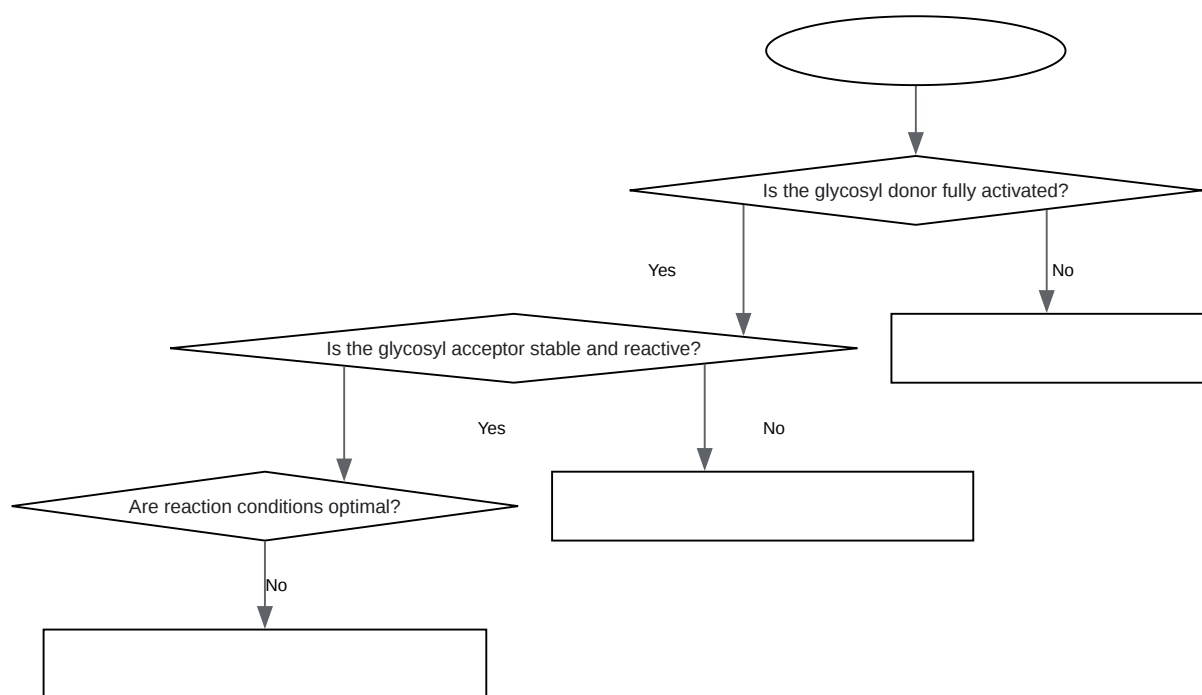 Is the glycosyl donor fully activated?
Yes
No
Is the glycosyl acceptor stable and reactive?
Yes
No
Are reaction conditions optimal?
No